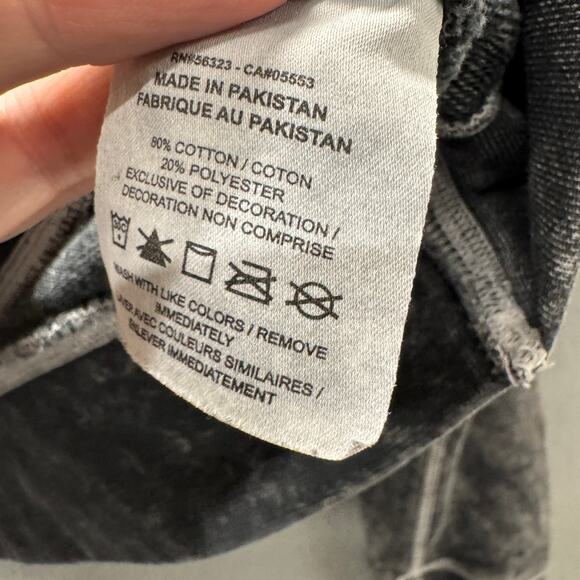 RN#56323 - CA#05553
MADE IN PAKISTAN
FABRIQUE AU PAKISTAN
80% COTTON / COTON
20% POLYESTER
EXCLUSIVE OF DECORATION /
DECORATION NON COMPRISE
WASH WITH LIKE COLORS / REMOVE
IMMEDIATELY
LAVER AVEC COULEURS SIMILAIRES /
ENLEVER IMMEDIATEMENT